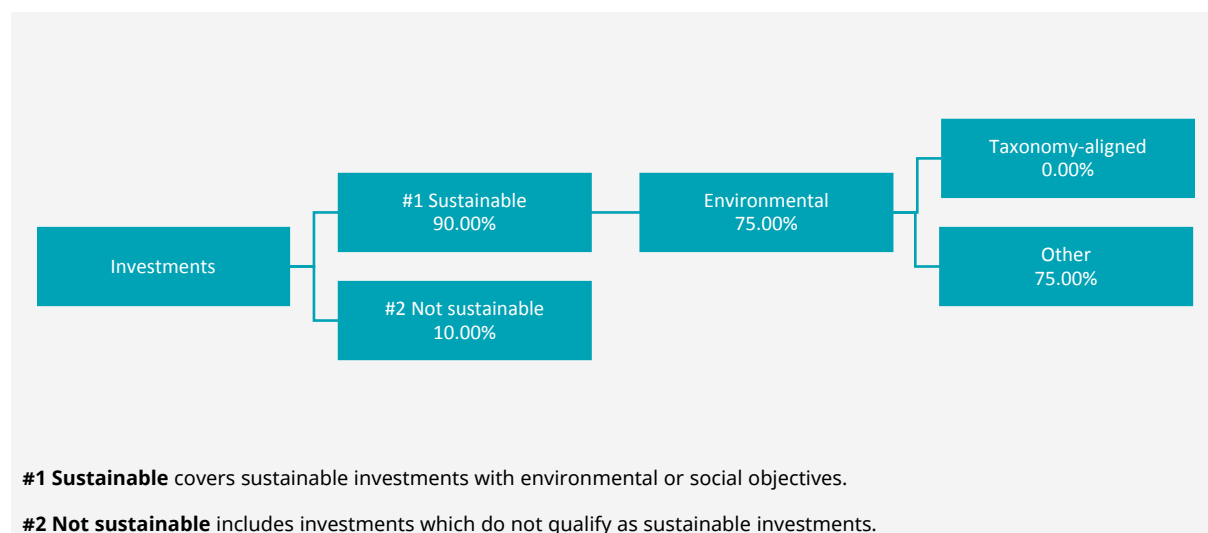 Investments
#1 Sustainable
90.00%
#2 Not sustainable
10.00%
Environmental
75.00%
Taxonomy-aligned
0.00%
Other
75.00%
#1 Sustainable covers sustainable investments with environmental or social objectives.
#2 Not sustainable includes investments which do not qualify as sustainable investments.